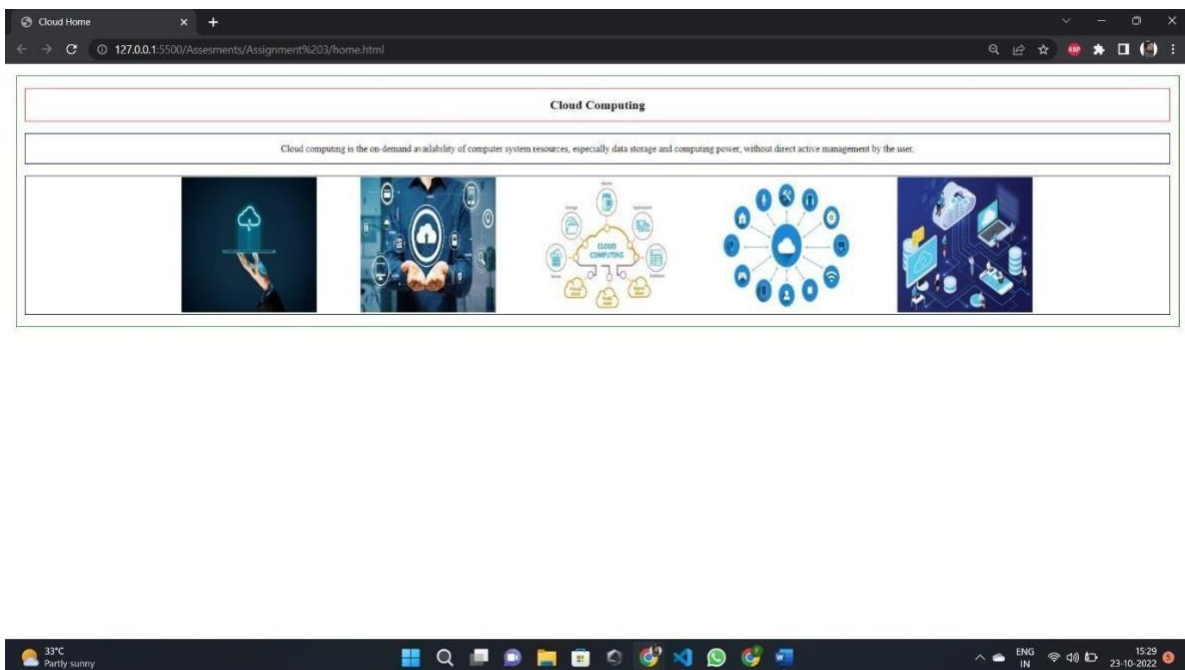 Cloud Home
127.0.0.1:5500/Assesments/Assignment%203/home.html
ABP
Cloud Computing
Cloud computing is the on-demand availability of computer system resources, especially data storage and computing power, without direct active management by the user.
CLOUD
COMPUTING
33°C
Partly sunny
ENG
IN
15:29
23-10-2022